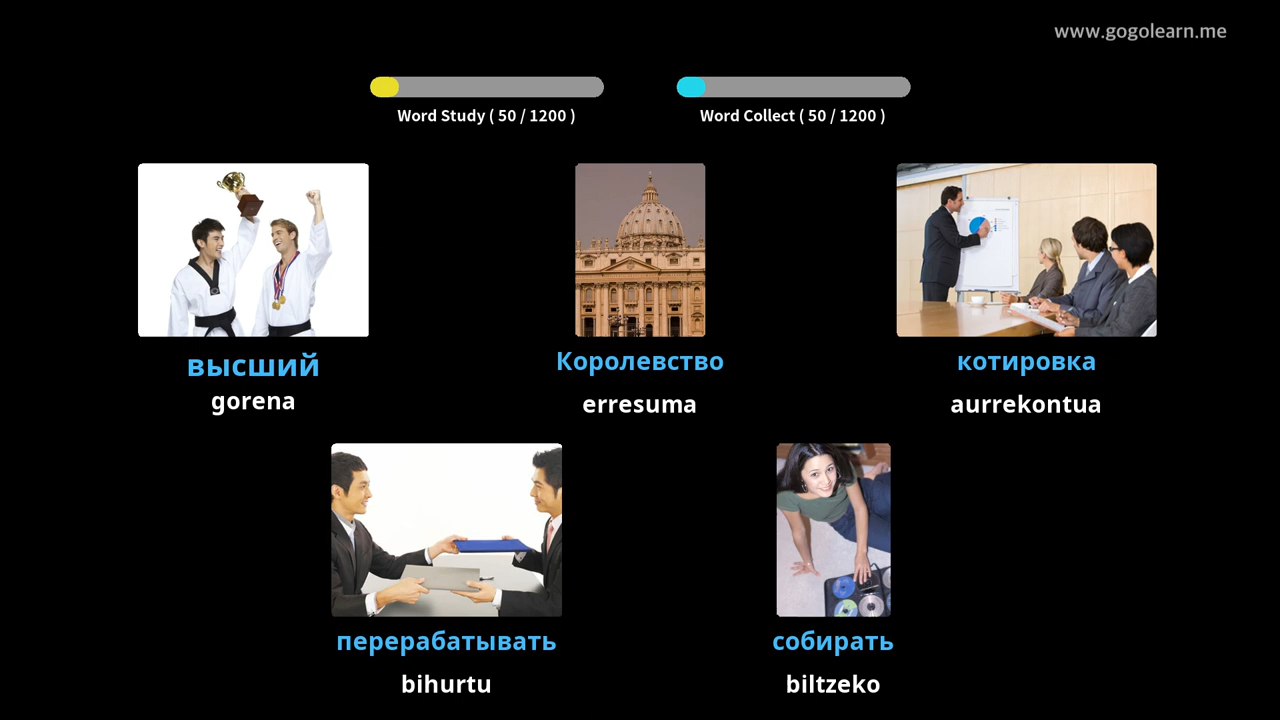 www.gogolearn.me
Word Study ( 50 / 1200 )
Word Collect ( 50 / 1200 )
высший
gorena
Королевство
erresuma
котировка
aurrekontua
перерабатывать
bihurtu
собирать
biltzeko